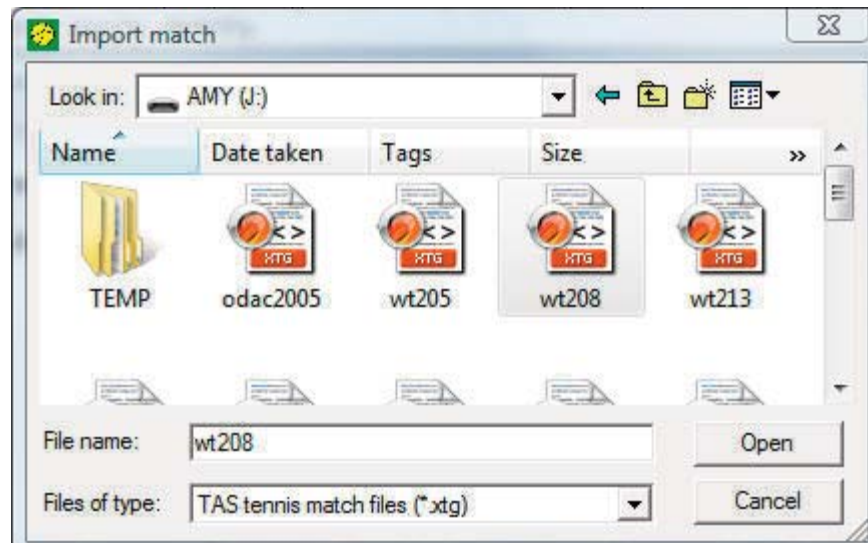 Import match
Look in: AMY (J:)
Name Date taken Tags Size »
<> <> <> <>
XTG XTG XTG XTG
TEMP odac2005 wt205 wt208 wt213
File name: wt208 Open
Files of type: TAS tennis match files (*.xtg) Cancel